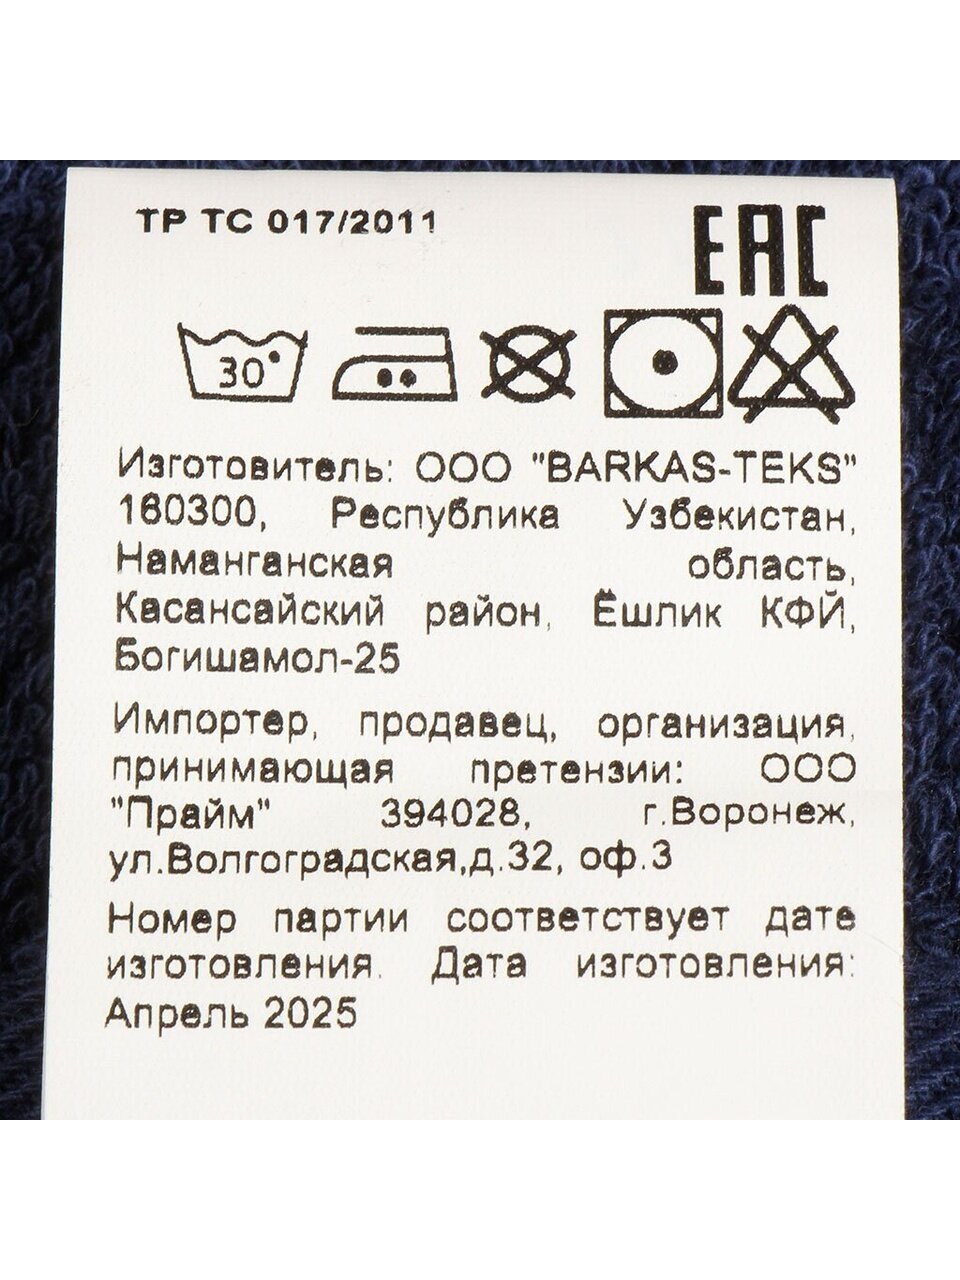 ТР ТС 017/2011
EAC
30°
Изготовитель: ООО "BARKAS-TEKS"
160300, Республика Узбекистан,
Наманганская область,
Касансайский район, Ёшлик КФЙ,
Богишамол-25
Импортер, продавец, организация,
принимающая претензии: ООО
"Прайм" 394028, г.Воронеж,
ул.Волгоградская,д.32, оф.3
Номер партии соответствует дате
изготовления. Дата изготовления:
Апрель 2025